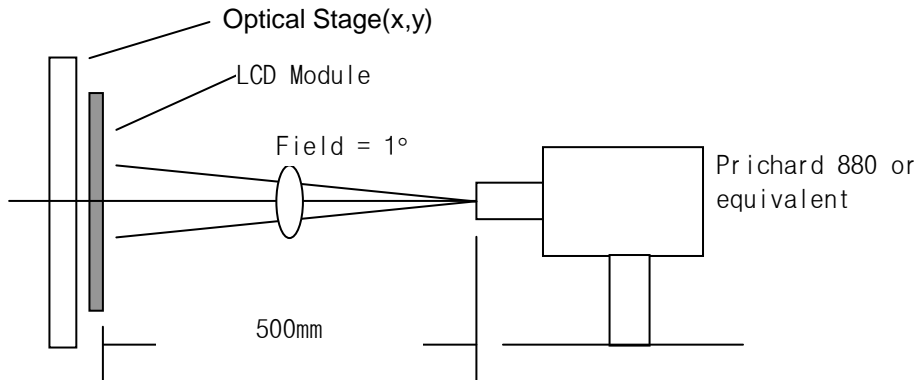 Optical Stage(x,y)
LCD Module
Field = 1°
Prichard 880 or
equivalent
500mm